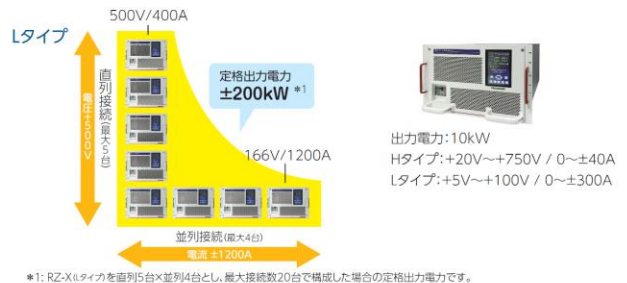 500V/400A
Lタイプ
定格出力電力
±200kW *1
直列接続(最大5台)
電圧±500V
166V/1200A
並列接続(最大4台)
電流 ±1200A
出力電力:10kW
Hタイプ:+20V~+750V / 0~±40A
Lタイプ:+5V~+100V / 0~±300A
*1: RZ-X(Lタイプ)を直列5台×並列4台とし、最大接続数20台で構成した場合の定格出力電力です。